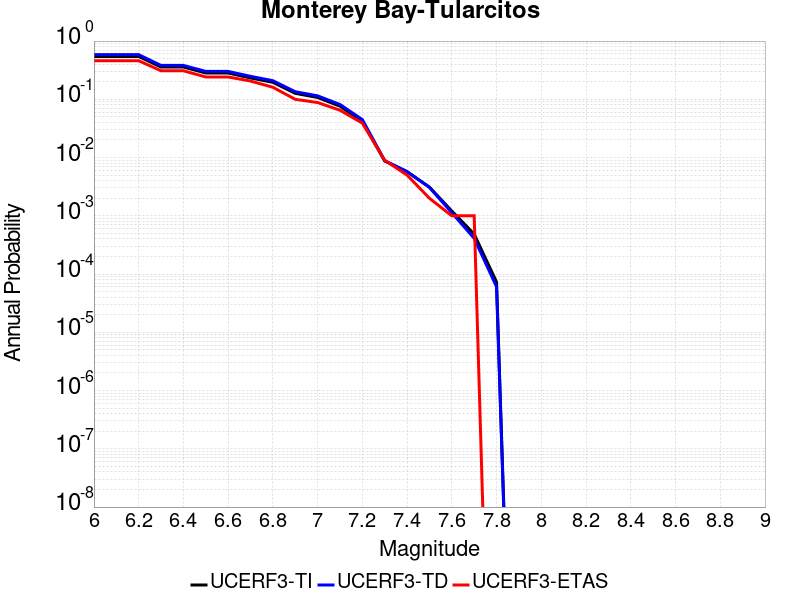 Monterey Bay-Tularcitos
10^0
10^-1
10^-2
10^-3
10^-4
10^-5
10^-6
10^-7
10^-8
Annual Probability
6 6.2 6.4 6.6 6.8 7 7.2 7.4 7.6 7.8 8 8.2 8.4 8.6 8.8 9
Magnitude
UCERF3-TI UCERF3-TD UCERF3-ETAS